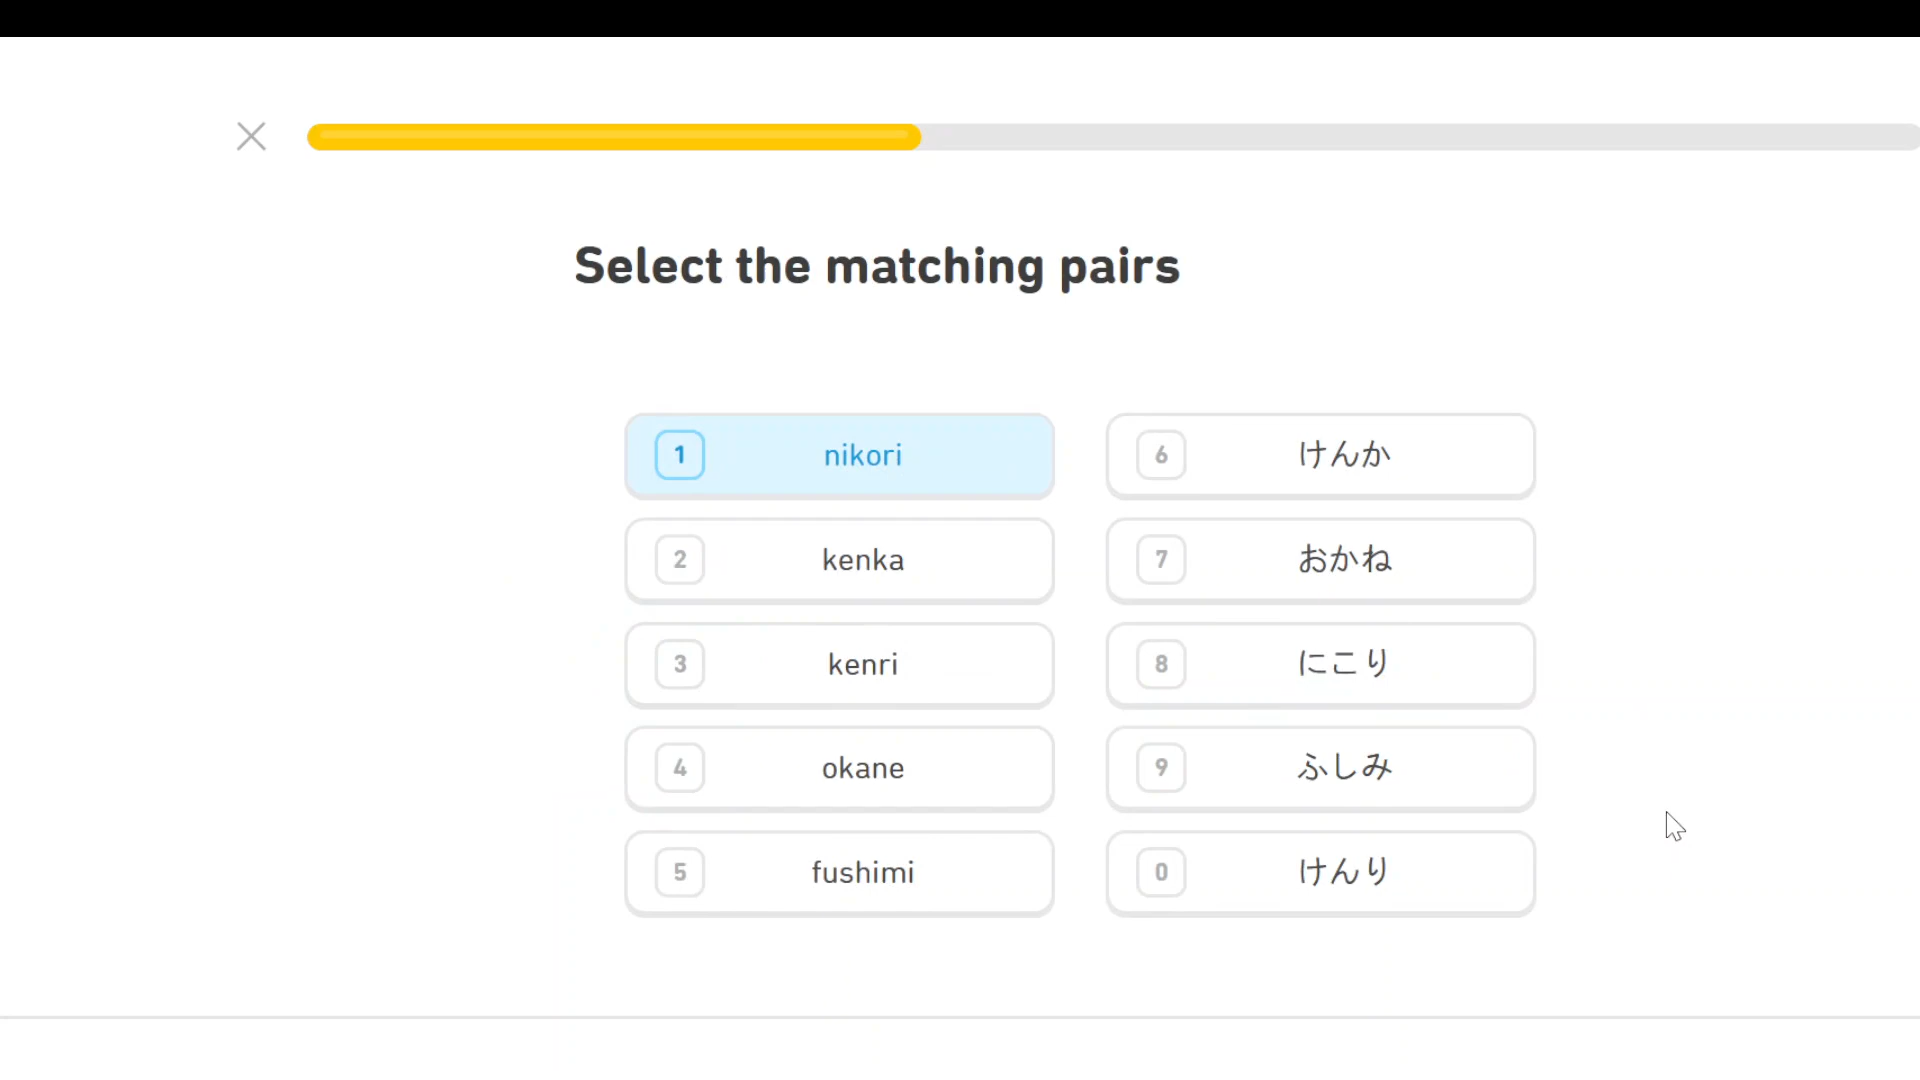 Select the matching pairs
1 nikori
6 けんか
2 kenka
7 おかね
3 kenri
8 にこり
4 okane
9 ふしみ
5 fushimi
0 けんり